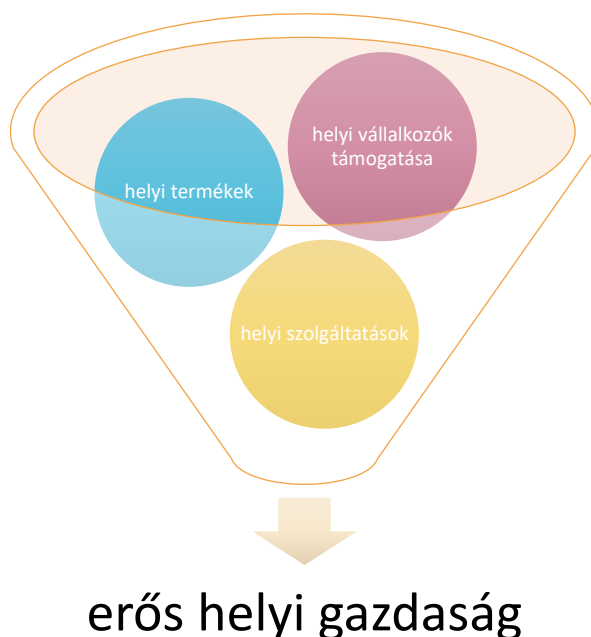 helyi vállalkozók
támogatása
helyi termékek
helyi szolgáltatások
erős helyi gazdaság